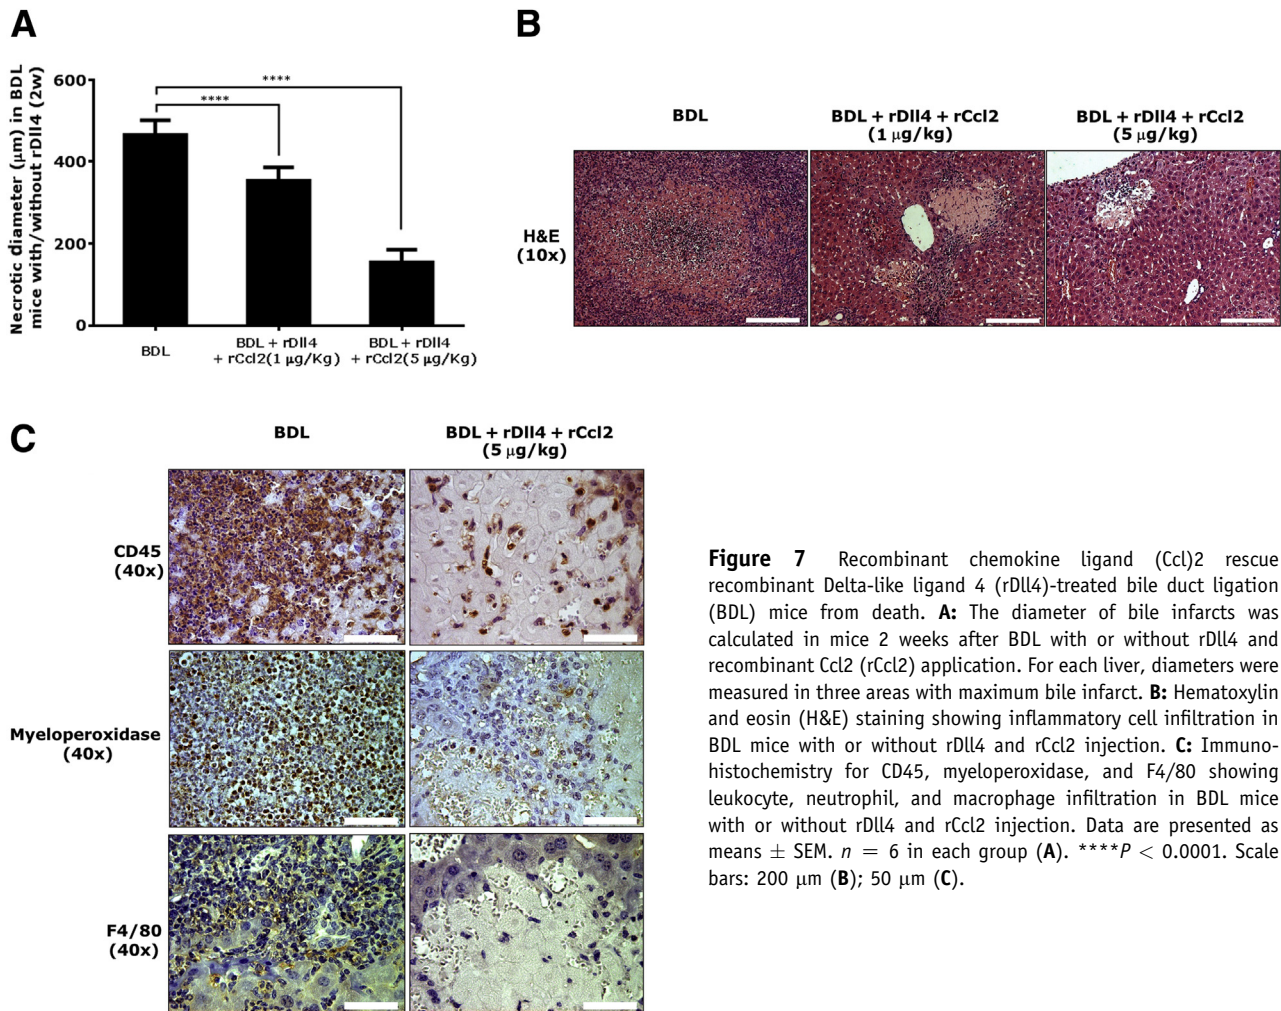 A
Necrotic diameter (μm) in BDL
mice with/without rDll4 (2w)
600
400
200
0
****
****
BDL
BDL + rDll4
+ rCcl2(1 μg/Kg)
BDL + rDll4
+ rCcl2(5 μg/Kg)
B
BDL
BDL + rDll4 + rCcl2
(1 μg/kg)
BDL + rDll4 + rCcl2
(5 μg/kg)
H&E
(10x)
C
BDL
BDL + rDll4 + rCcl2
(5 μg/kg)
CD45
(40x)
Myeloperoxidase
(40x)
F4/80
(40x)
Figure 7 Recombinant chemokine ligand (Ccl)2 rescue
recombinant Delta-like ligand 4 (rDll4)-treated bile duct ligation
(BDL) mice from death. A: The diameter of bile infarcts was
calculated in mice 2 weeks after BDL with or without rDll4 and
recombinant Ccl2 (rCcl2) application. For each liver, diameters were
measured in three areas with maximum bile infarct. B: Hematoxylin
and eosin (H&E) staining showing inflammatory cell infiltration in
BDL mice with or without rDll4 and rCcl2 injection. C: Immuno-
histochemistry for CD45, myeloperoxidase, and F4/80 showing
leukocyte, neutrophil, and macrophage infiltration in BDL mice
with or without rDll4 and rCcl2 injection. Data are presented as
means ± SEM. n = 6 in each group (A). ****P < 0.0001. Scale
bars: 200 μm (B); 50 μm (C).